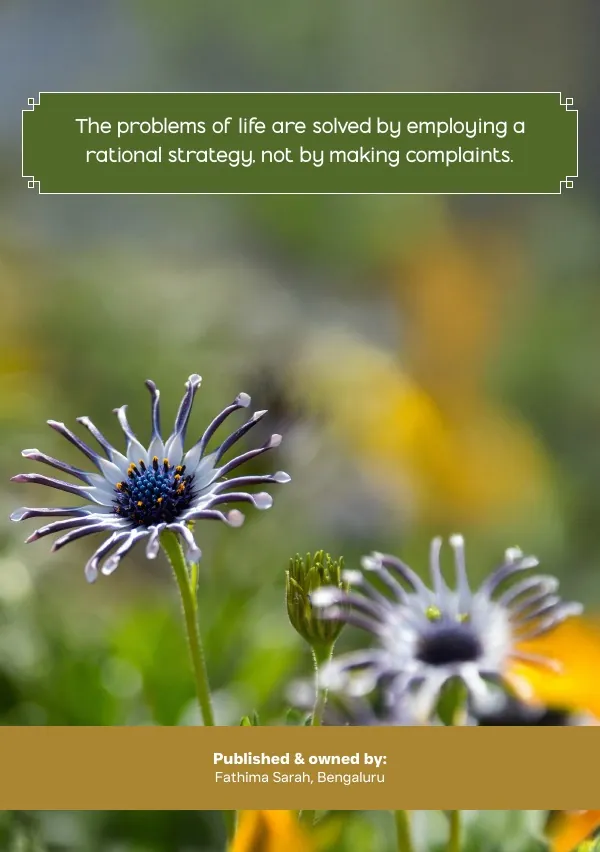 The problems of life are solved by employing a
rational strategy, not by making complaints.
Published & owned by:
Fathima Sarah, Bengaluru